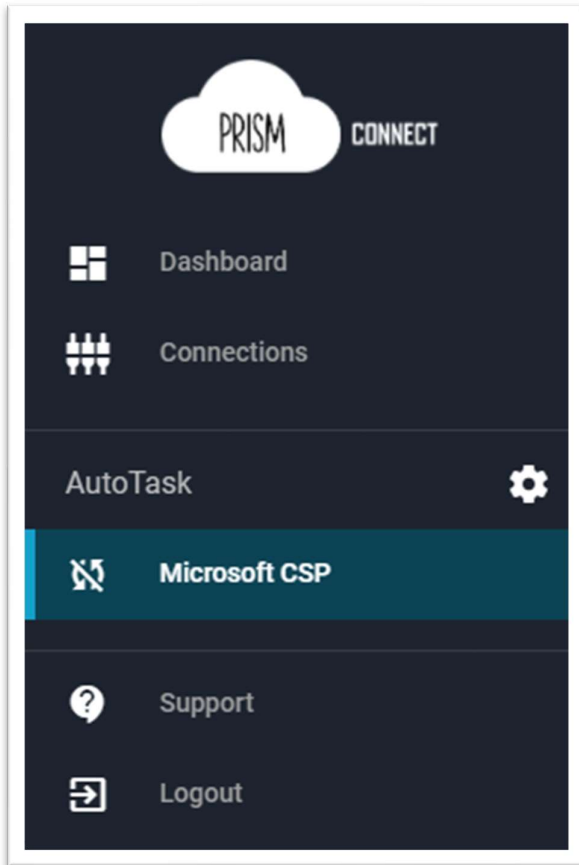 PRISM CONNECT
Dashboard
Connections
AutoTask
Microsoft CSP
Support
Logout